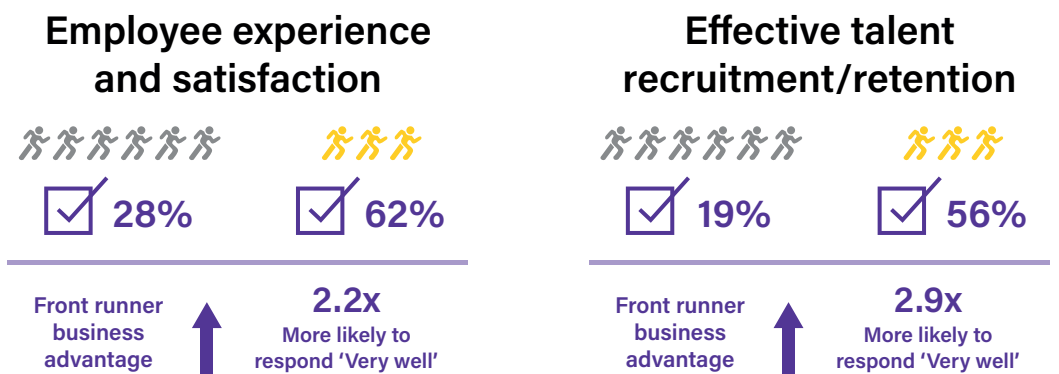 Employee experience
and satisfaction
28%
62%
Front runner
business
advantage
2.2x
More likely to
respond ‘Very well’
Effective talent
recruitment/retention
19%
56%
Front runner
business
advantage
2.9x
More likely to
respond ‘Very well’